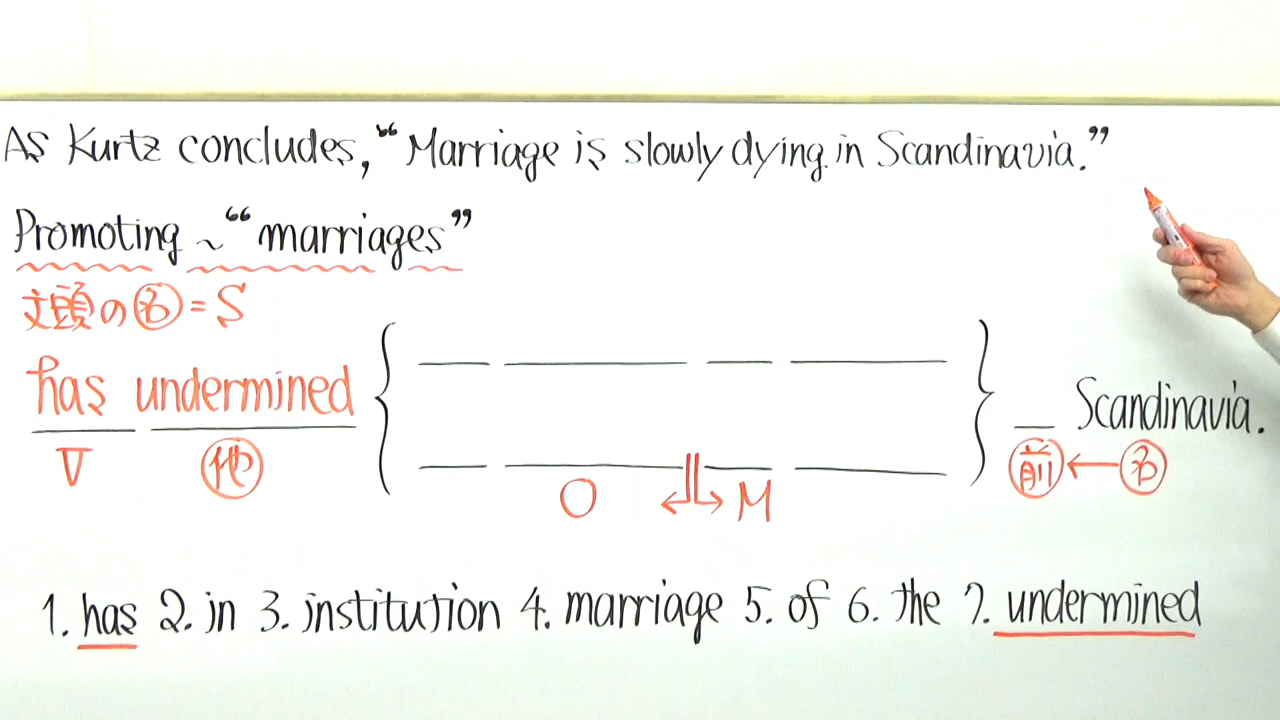 As Kurtz concludes, “Marriage is slowly dying in Scandinavia.”
Promoting ~ “marriages”
文頭の名 = S
has undermined { } Scandinavia.
V 他 O M 前 ← 名
1. has 2. in 3. institution 4. marriage 5. of 6. the 7. undermined